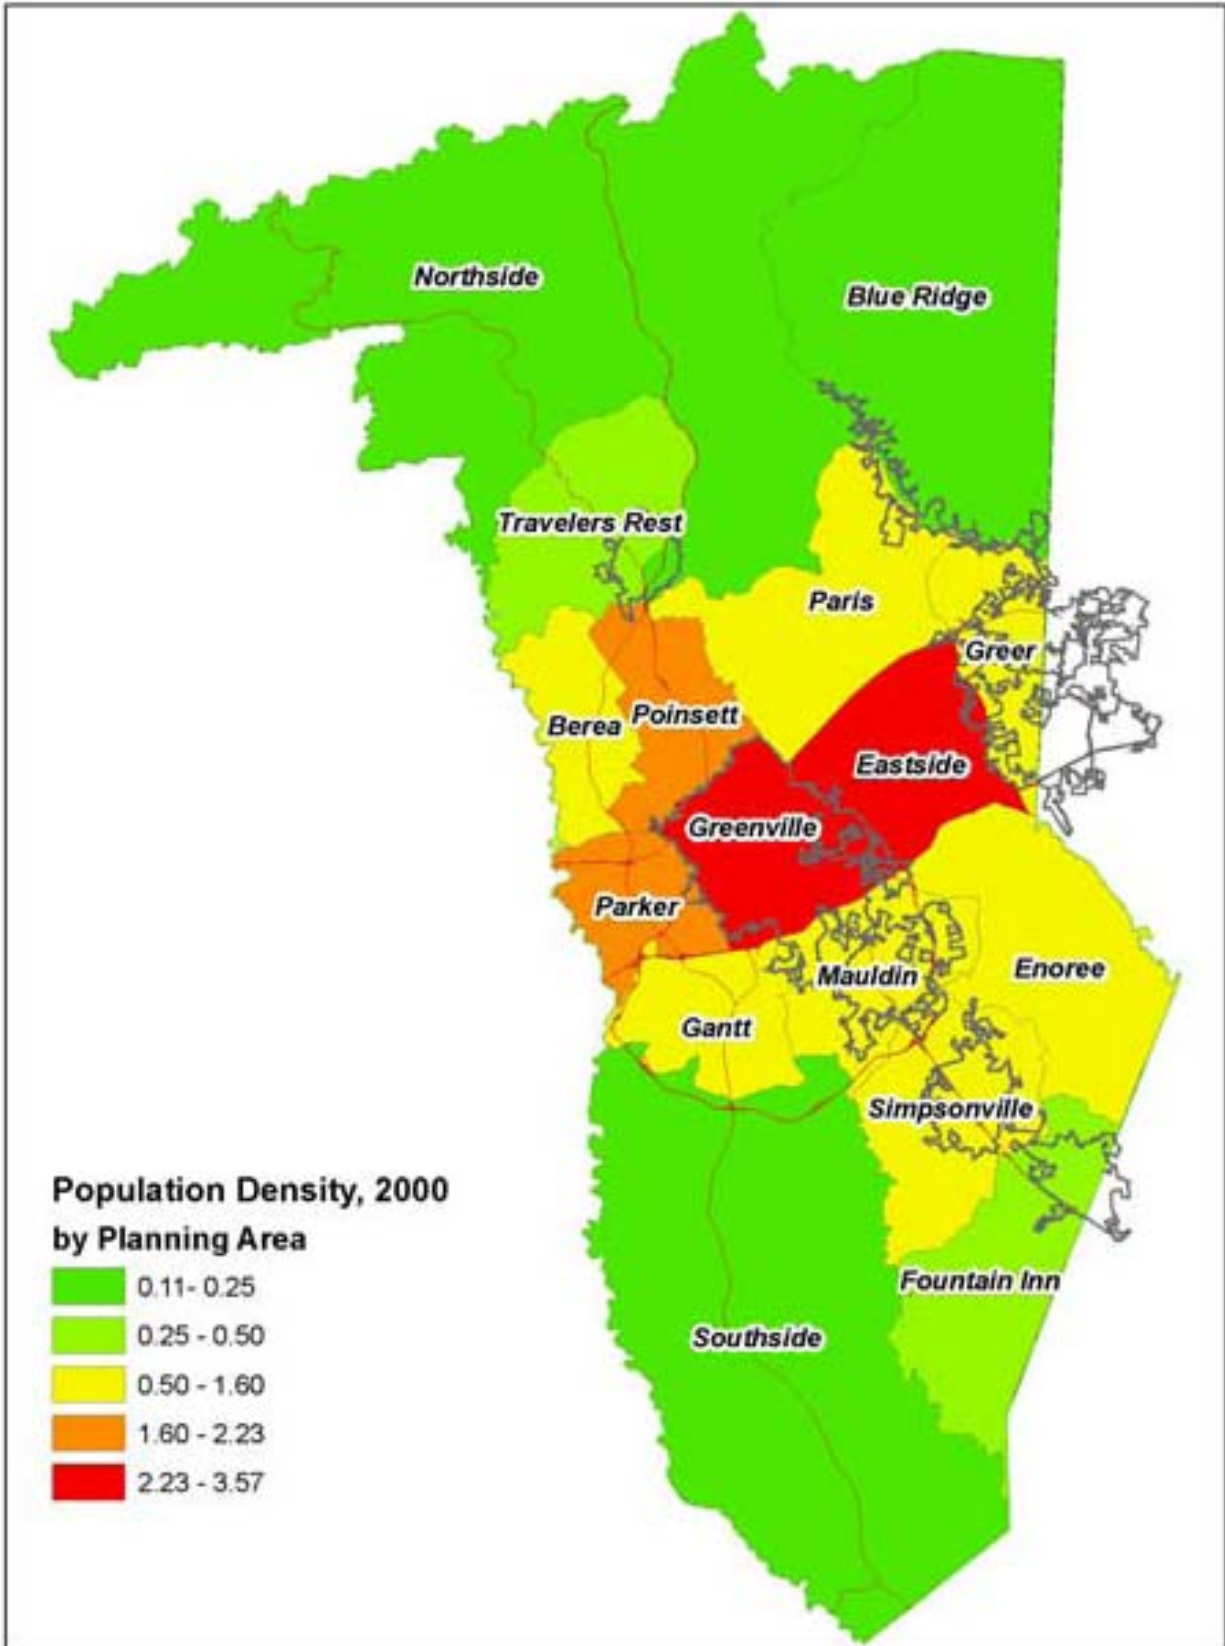 Northside
Blue Ridge
Travelers Rest
Paris
Greer
Berea
Poinsett
Eastside
Greenville
Parker
Mauldin
Enoree
Gantt
Simpsonville
Fountain Inn
Southside
Population Density, 2000
by Planning Area
0.11- 0.25
0.25 - 0.50
0.50 - 1.60
1.60 - 2.23
2.23 - 3.57